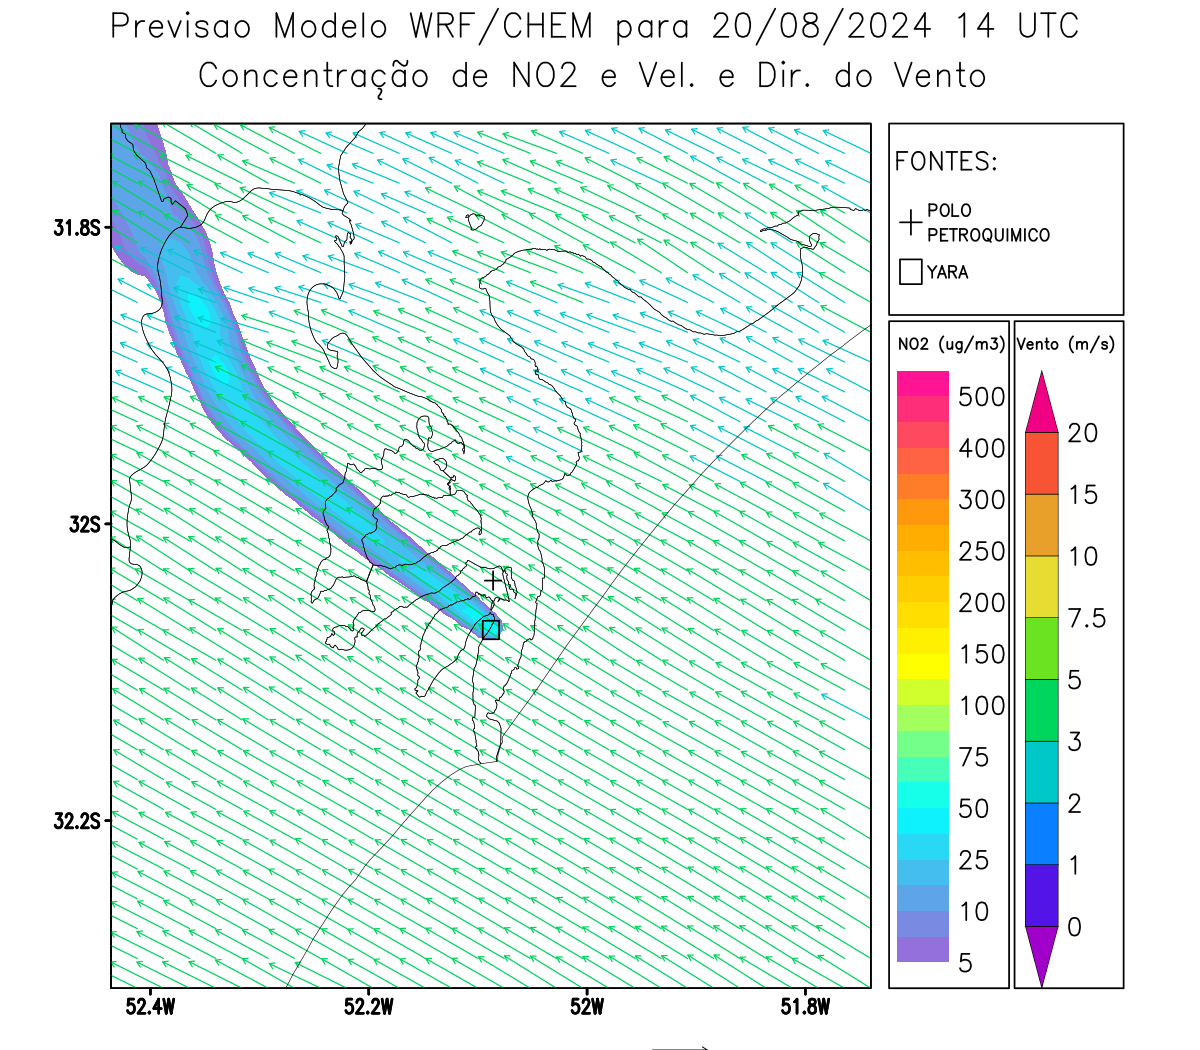 Previsao Modelo WRF/CHEM para 20/08/2024 14 UTC
Concentração de NO2 e Vel. e Dir. do Vento
FONTES:
POLO
PETROQUIMICO
YARA
NO2 (ug/m3)
500
400
300
250
200
150
100
75
50
25
10
5
Vento (m/s)
20
15
10
7.5
5
3
2
1
0
31.8S
32S
32.2S
52.4W
52.2W
52W
51.8W